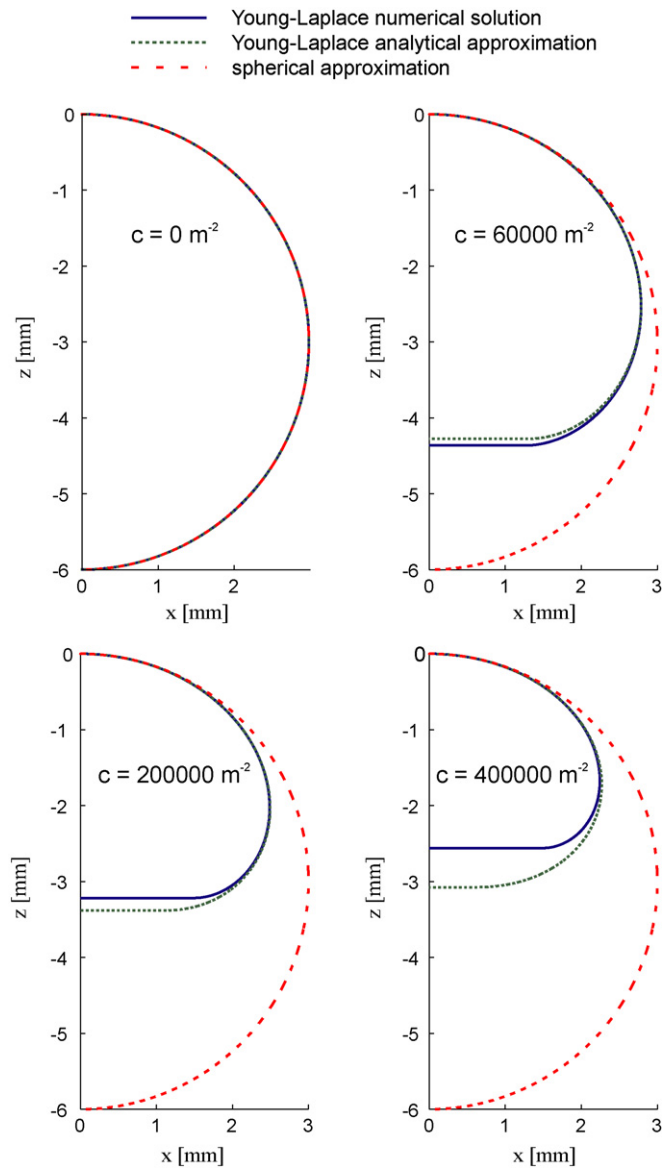 Young-Laplace numerical solution
Young-Laplace analytical approximation
spherical approximation
0
-1
-2
-3
-4
-5
-6
z [mm]
c = 0 m⁻²
0
1
2
x [mm]
0
-1
-2
-3
-4
-5
-6
z [mm]
c = 60000 m⁻²
0
1
2
3
x [mm]
0
-1
-2
-3
-4
-5
-6
z [mm]
c = 200000 m⁻²
0
1
2
3
x [mm]
0
-1
-2
-3
-4
-5
-6
z [mm]
c = 400000 m⁻²
0
1
2
3
x [mm]